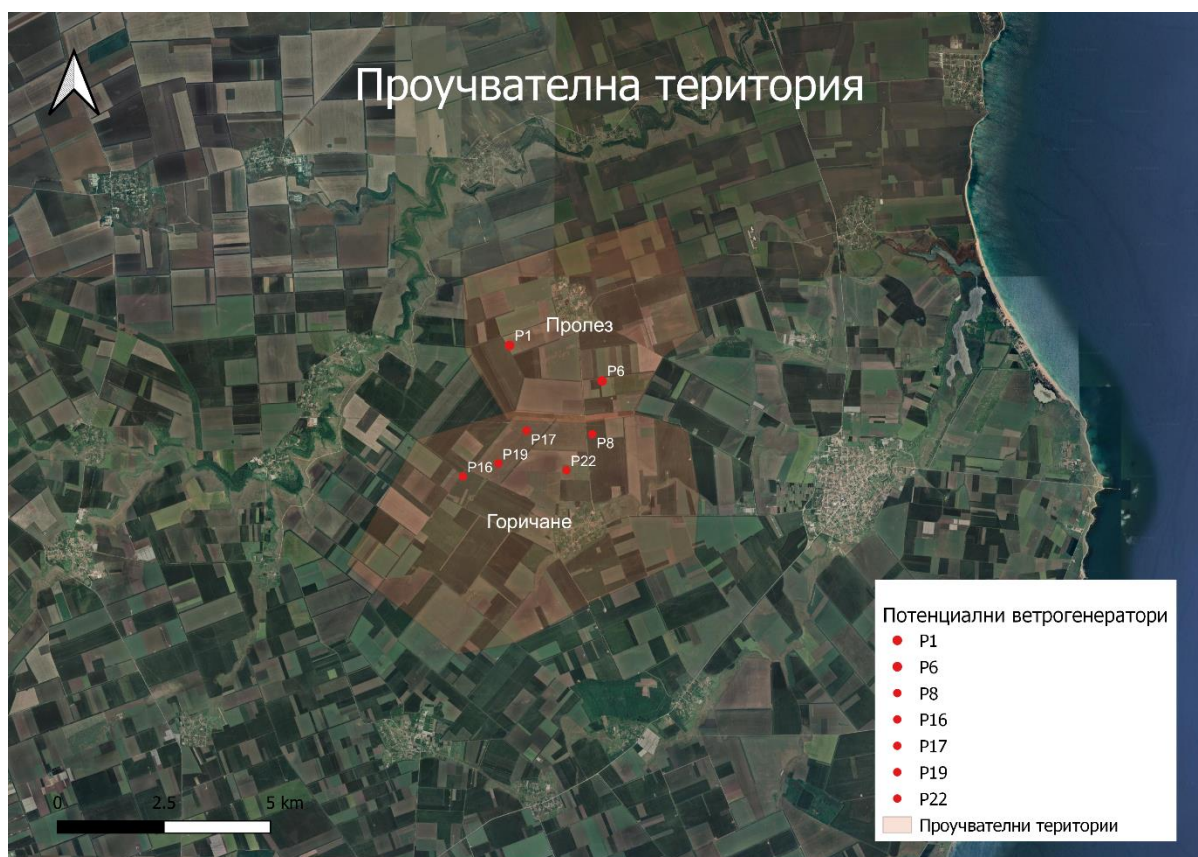 Проучвателна територия
P1
Пролез
P6
P17
P8
P19
P22
P16
Горичане
Потенциални ветрогенератори
P1
P6
P8
P16
P17
P19
P22
Проучвателни територии
0 2.5 5 km